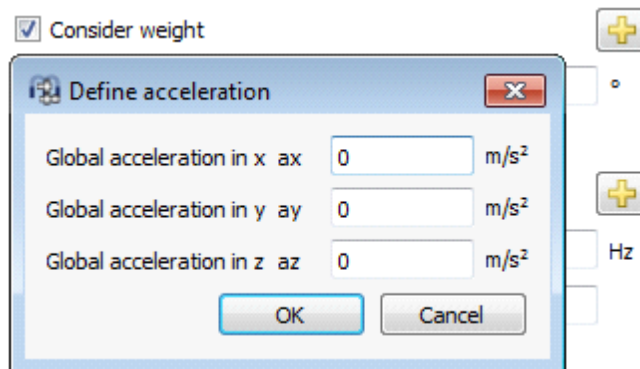 Consider weight
Define acceleration
°
Global acceleration in x ax 0 m/s²
Global acceleration in y ay 0 m/s²
Global acceleration in z az 0 m/s²
Hz
OK Cancel